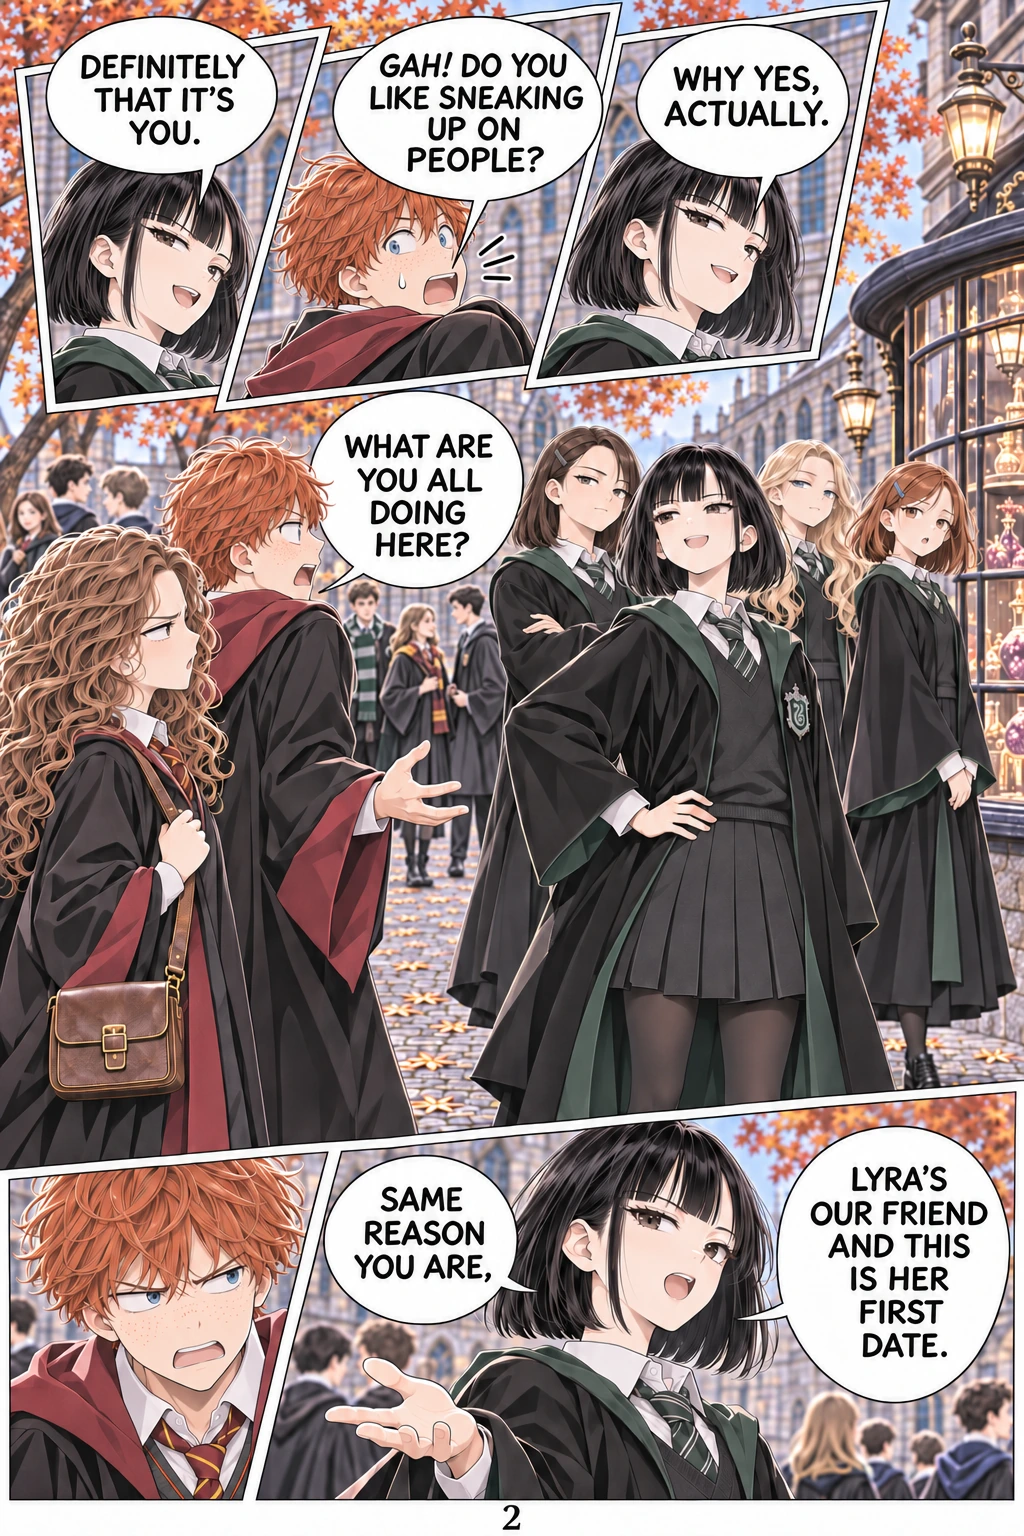 DEFINITELY
THAT IT'S
YOU.
GAH! DO YOU
LIKE SNEAKING
UP ON
PEOPLE?
WHY YES,
ACTUALLY.
WHAT ARE
YOU ALL
DOING
HERE?
SAME
REASON
YOU ARE,
LYRA'S
OUR FRIEND
AND THIS
IS HER
FIRST
DATE.
2